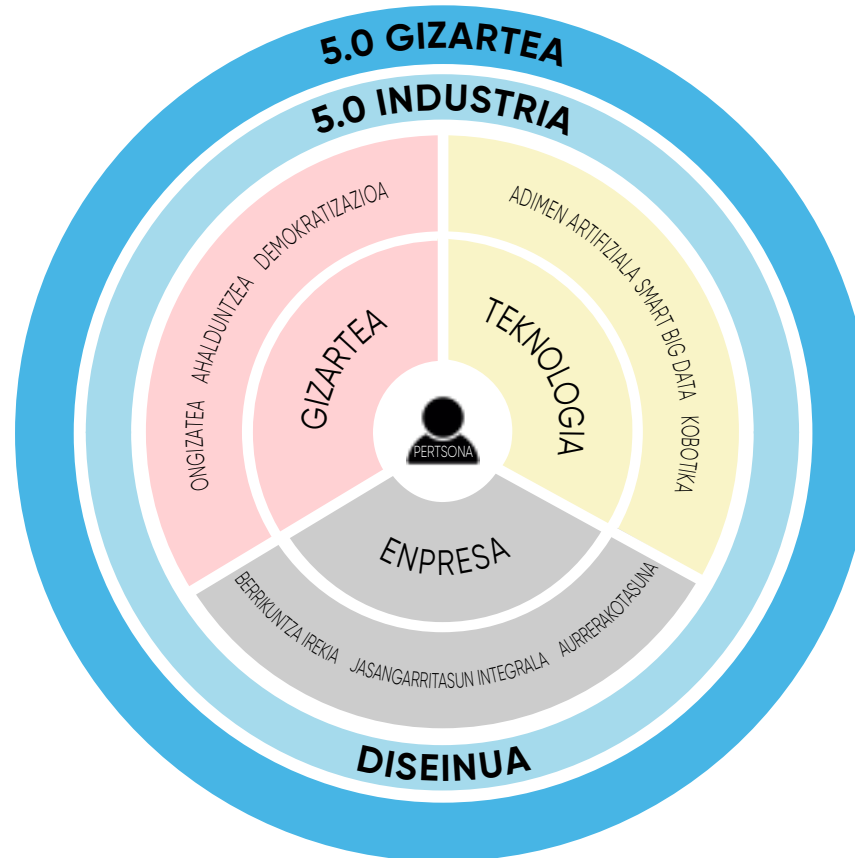 5.0 GIZARTEA
5.0 INDUSTRIA
ONGIZATEA AHALDUNTZEA DEMOKRATIZAZIOA
ADIMEN ARTIFIZIALA SMART BIG DATA KOBOTIKA
GIZARTEA
TEKNOLOGIA
PERTSONA
ENPRESA
BERRIKUNTZA IREKIA JASANGARRITASUN INTEGRALA AURRERAKOTASUNA
DISEINUA